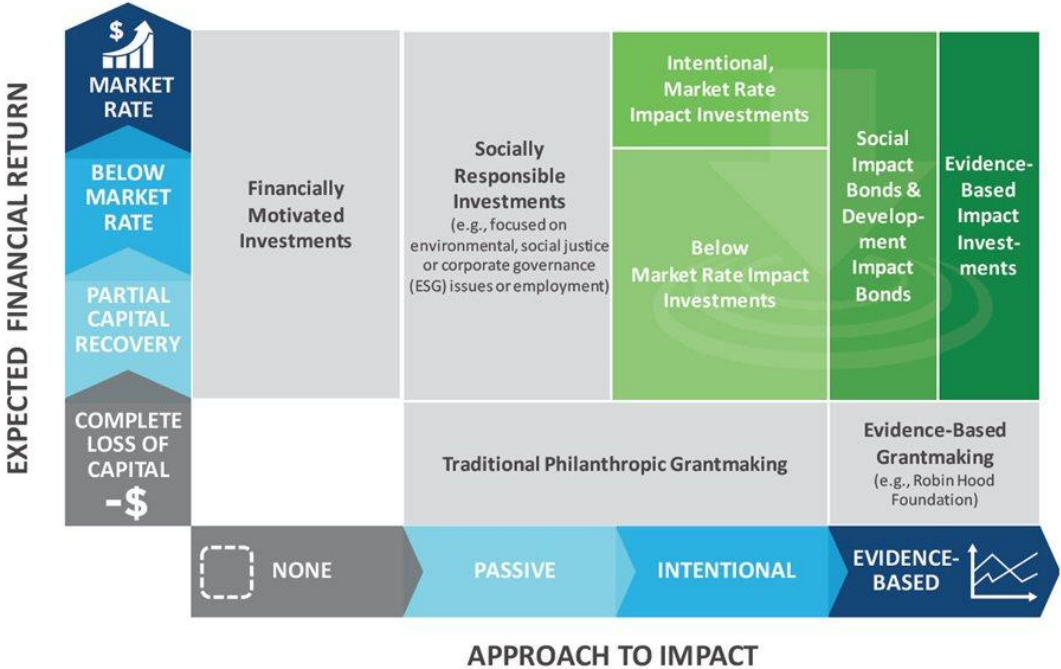 EXPECTED FINANCIAL RETURN
$
MARKET
RATE
BELOW
MARKET
RATE
PARTIAL
CAPITAL
RECOVERY
COMPLETE
LOSS OF
CAPITAL
-$
Financially
Motivated
Investments
Socially
Responsible
Investments
(e.g., focused on
environmental, social justice
or corporate governance
(ESG) issues or employment)
Intentional,
Market Rate
Impact Investments
Below
Market Rate Impact
Investments
Social
Impact
Bonds &
Develop-
ment
Impact
Bonds
Evidence-
Based
Impact
Invest-
ments
Traditional Philanthropic Grantmaking
Evidence-Based
Grantmaking
(e.g., Robin Hood
Foundation)
NONE
PASSIVE
INTENTIONAL
EVIDENCE-
BASED
APPROACH TO IMPACT